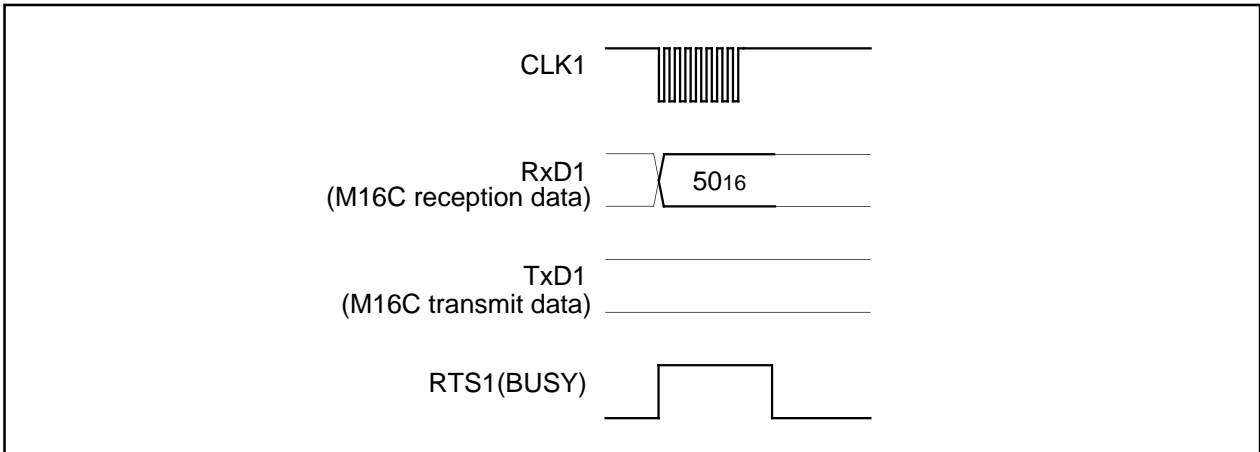 CLK1
RxD1
(M16C reception data)
5016
TxD1
(M16C transmit data)
RTS1(BUSY)